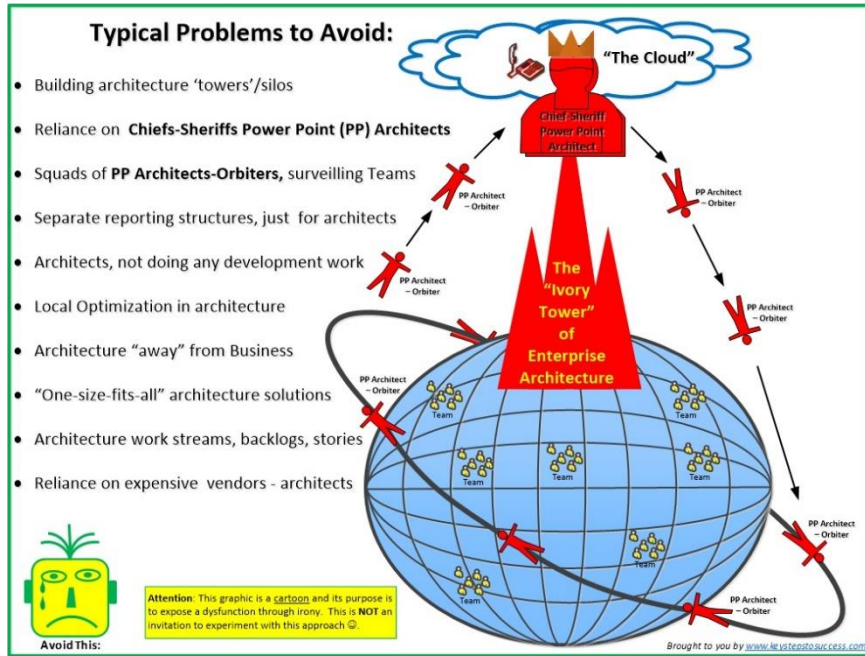 Typical Problems to Avoid:
• Building architecture ‘towers’/silos
• Reliance on Chiefs-Sheriffs Power Point (PP) Architects
• Squads of PP Architects-Orbiters, surveilling Teams
• Separate reporting structures, just for architects
• Architects, not doing any development work
• Local Optimization in architecture
• Architecture “away” from Business
• “One-size-fits-all” architecture solutions
• Architecture work streams, backlogs, stories
• Reliance on expensive vendors - architects
“The Cloud”
Chief-Sheriff
Power Point
Architect
PP Architect
– Orbiter
PP Architect
– Orbiter
PP Architect
– Orbiter
PP Architect
– Orbiter
The
“Ivory
Tower”
of
Enterprise
Architecture
PP Architect
– Orbiter
Team
Team
Team
Team
Team
Team
Team
PP Architect
– Orbiter
PP Architect
– Orbiter
Avoid This:
Attention: This graphic is a cartoon and its purpose is
to expose a dysfunction through irony. This is NOT an
invitation to experiment with this approach ☺.
Brought to you by www.keystepstosuccess.com